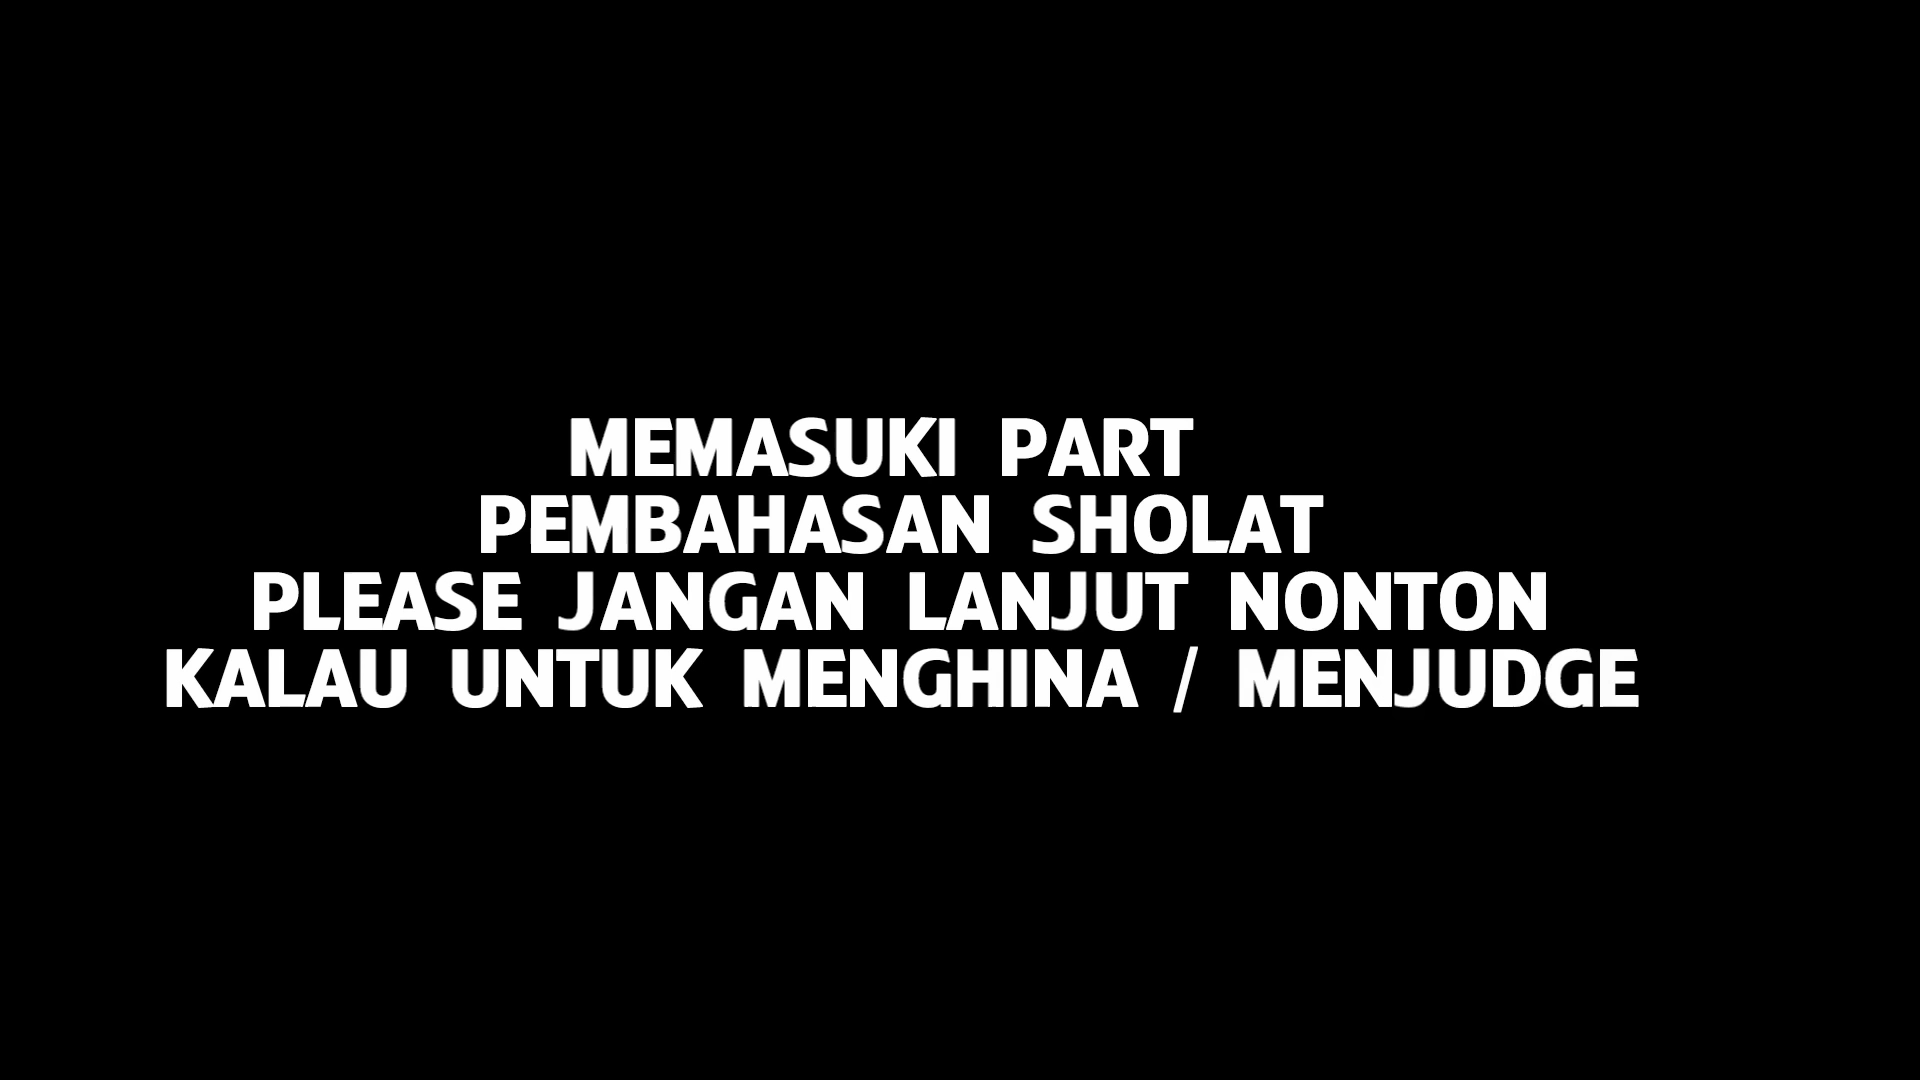 MEMASUKI PART
PEMBAHASAN SHOLAT
PLEASE JANGAN LANJUT NONTON
KALAU UNTUK MENGHINA / MENJUDGE